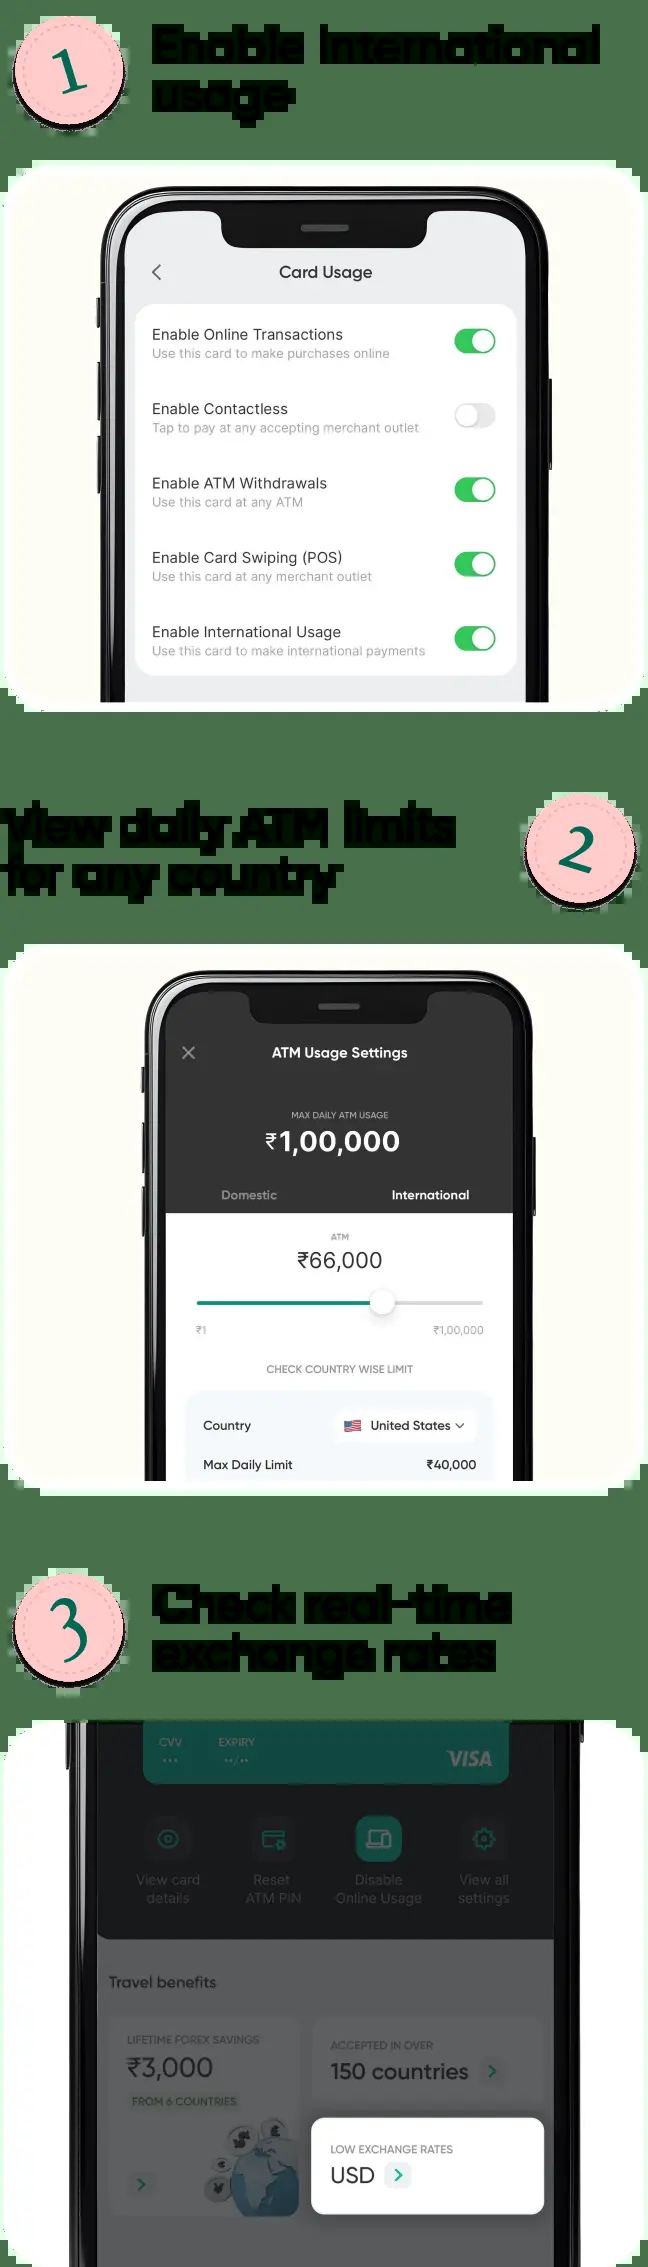 1
Enable International
usage
Card Usage
Enable Online Transactions
Use this card to make purchases online
Enable Contactless
Tap to pay at any accepting merchant outlet
Enable ATM Withdrawals
Use this card at any ATM
Enable Card Swiping (POS)
Use this card at any merchant outlet
Enable International Usage
Use this card to make international payments
View daily ATM limits
for any country
2
ATM Usage Settings
MAX DAILY ATM USAGE
₹1,00,000
Domestic International
ATM
₹66,000
₹1 ₹1,00,000
CHECK COUNTRY WISE LIMIT
Country United States
Max Daily Limit ₹40,000
3
Check real-time
exchange rates
CVV EXPIRY
••• ••/••
VISA
View card
details
Reset
ATM PIN
Disable
Online Usage
View all
settings
Travel benefits
LIFETIME FOREX SAVINGS
₹3,000
FROM 6 COUNTRIES
ACCEPTED IN OVER
150 countries
LOW EXCHANGE RATES
USD